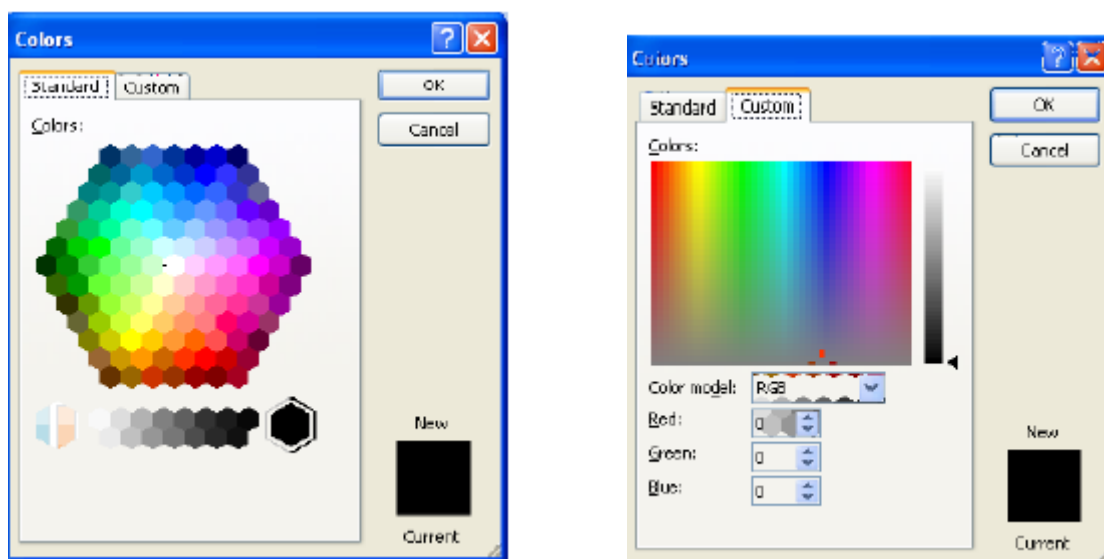 Colors
Standard Custom
OK
Cancel
Colors:
New
Current
Colors
Standard Custom
OK
Cancel
Colors:
Color model: RGB
Red: 0
Green: 0
Blue: 0
New
Current